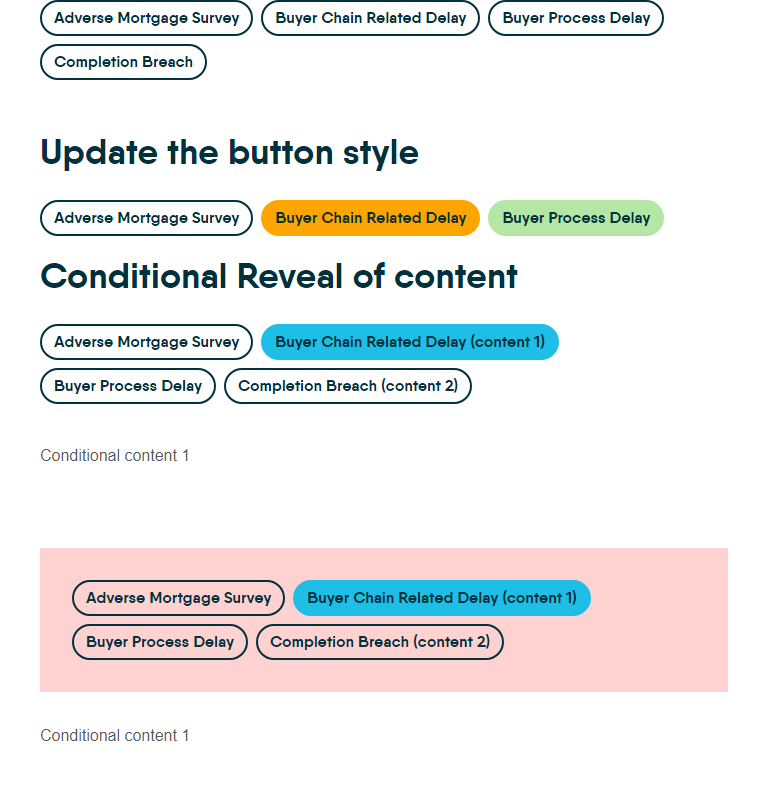 Adverse Mortgage Survey Buyer Chain Related Delay Buyer Process Delay
Completion Breach
Update the button style
Adverse Mortgage Survey Buyer Chain Related Delay Buyer Process Delay
Conditional Reveal of content
Adverse Mortgage Survey Buyer Chain Related Delay (content 1)
Buyer Process Delay Completion Breach (content 2)
Conditional content 1
Adverse Mortgage Survey Buyer Chain Related Delay (content 1)
Buyer Process Delay Completion Breach (content 2)
Conditional content 1